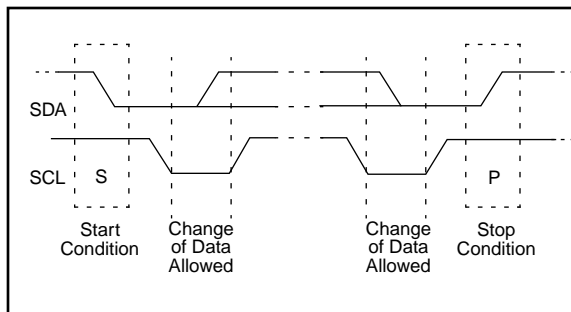 SDA
SCL
S
P
Start
Condition
Change
of Data
Allowed
Change
of Data
Allowed
Stop
Condition